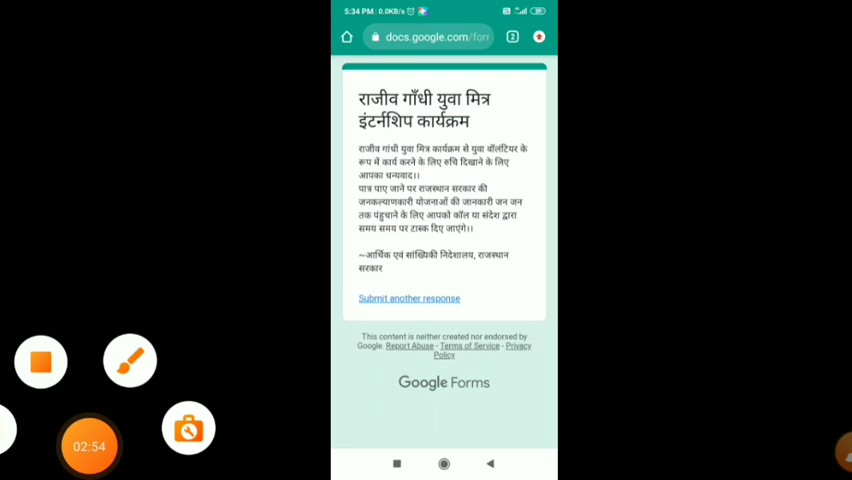 5:34 PM | 0.0KB/s
docs.google.com/forr
2
राजीव गाँधी युवा मित्र
इंटर्नशिप कार्यक्रम
राजीव गांधी युवा मित्र कार्यक्रम से युवा वॉलंटियर के
रूप में कार्य करने के लिए रुचि दिखाने के लिए
आपका धन्यवाद।।
पात्र पाए जाने पर राजस्थान सरकार की
जनकल्याणकारी योजनाओं की जानकारी जन जन
तक पंहुचाने के लिए आपको कॉल या संदेश द्वारा
समय समय पर टास्क दिए जाएंगे।।
~आर्थिक एवं सांख्यिकी निदेशालय, राजस्थान
सरकार
Submit another response
This content is neither created nor endorsed by
Google. Report Abuse - Terms of Service - Privacy
Policy
Google Forms
02:54